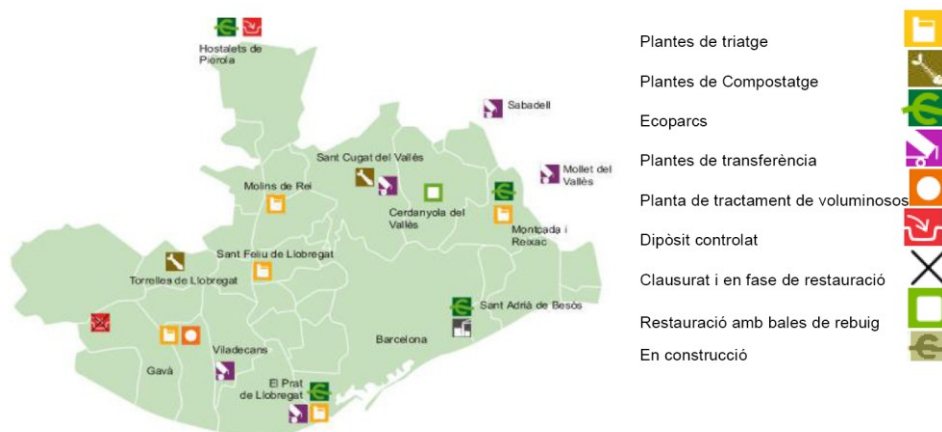 Hostalets de
Pierola
Sabadell
Sant Cugat del Vallès
Mollet del
Vallès
Molins de Rei
Cerdanyola del
Vallès
Montcada i
Reixac
Sant Feliu de Llobregat
Torrelles de Llobregat
Sant Adrià de Besòs
Barcelona
Viladecans
Gavà
El Prat
de Llobregat
Plantes de triatge
Plantes de Compostatge
Ecoparcs
Plantes de transferència
Planta de tractament de voluminosos
Dipòsit controlat
Clausurat i en fase de restauració
Restauració amb bales de rebuig
En construcció